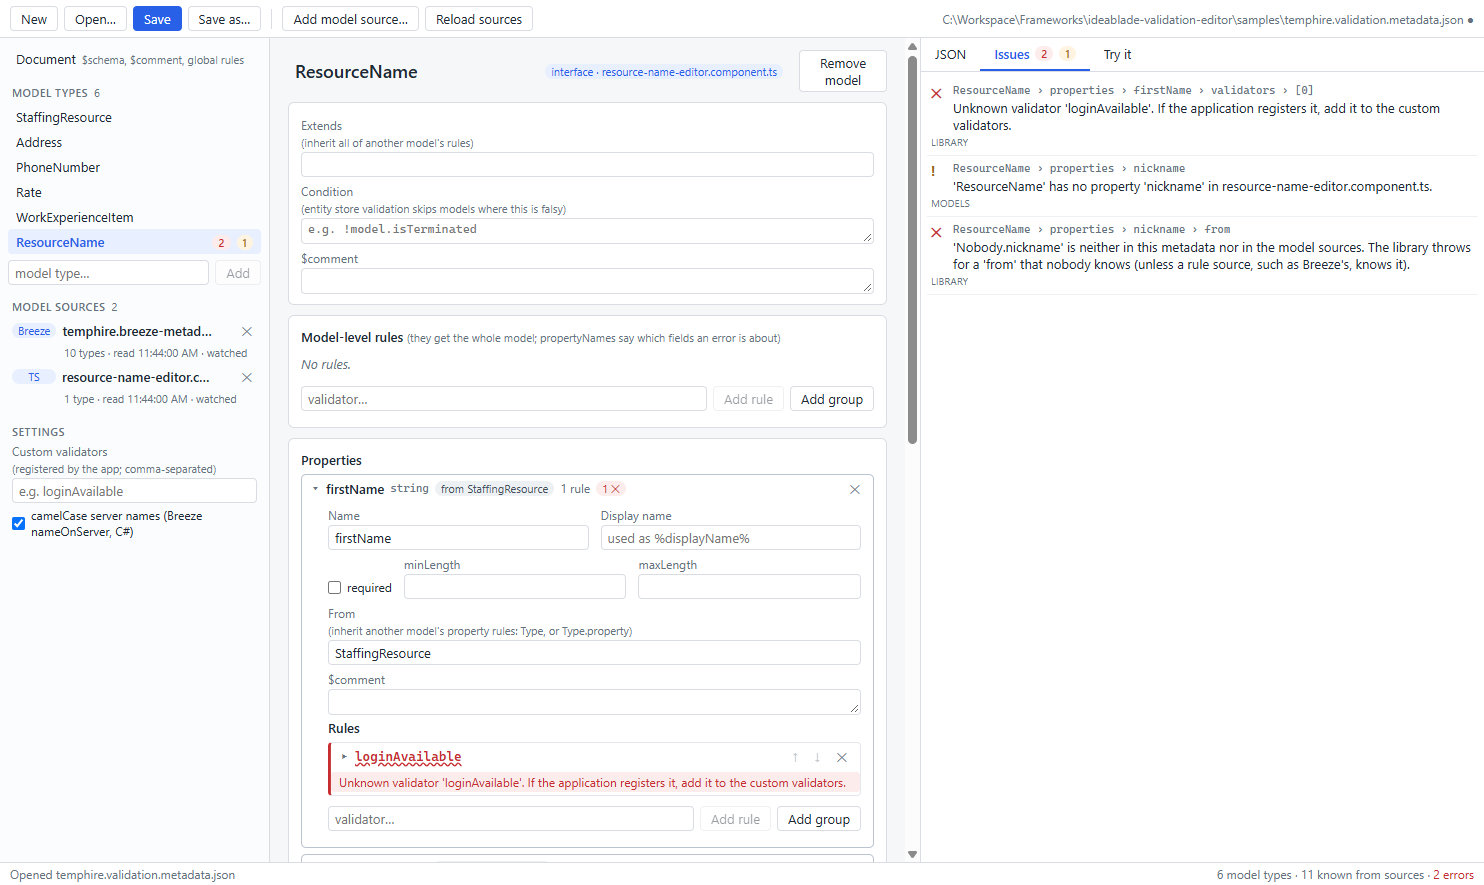 New Open... Save Save as... Add model source... Reload sources C:\Workspace\Frameworks\ideablade-validation-editor\samples\temphire.validation.metadata.json ●
Document $schema, $comment, global rules
MODEL TYPES 6
StaffingResource
Address
PhoneNumber
Rate
WorkExperienceItem
ResourceName 2 1
model type... Add
MODEL SOURCES 2
Breeze temphire.breeze-metad... ×
10 types · read 11:44:00 AM · watched
TS resource-name-editor.c... ×
1 type · read 11:44:00 AM · watched
SETTINGS
Custom validators
(registered by the app; comma-separated)
e.g. loginAvailable
camelCase server names (Breeze
nameOnServer, C#)
ResourceName interface · resource-name-editor.component.ts Remove
model
Extends
(inherit all of another model's rules)
Condition
(entity store validation skips models where this is falsy)
e.g. !model.isTerminated
$comment
Model-level rules (they get the whole model; propertyNames say which fields an error is about)
No rules.
validator... Add rule Add group
Properties
firstName string from StaffingResource 1 rule 1 ×
Name Display name
firstName used as %displayName%
minLength maxLength
required
From
(inherit another model's property rules: Type, or Type.property)
StaffingResource
$comment
Rules
loginAvailable ↑ ↓ ×
Unknown validator 'loginAvailable'. If the application registers it, add it to the custom validators.
validator... Add rule Add group
JSON Issues 2 1 Try it
ResourceName › properties › firstName › validators › [0]
Unknown validator 'loginAvailable'. If the application registers it, add it to the custom
validators.
LIBRARY
! ResourceName › properties › nickname
'ResourceName' has no property 'nickname' in resource-name-editor.component.ts.
MODELS
ResourceName › properties › nickname › from
'Nobody.nickname' is neither in this metadata nor in the model sources. The library throws
for a 'from' that nobody knows (unless a rule source, such as Breeze's, knows it).
LIBRARY
Opened temphire.validation.metadata.json 6 model types · 11 known from sources · 2 errors